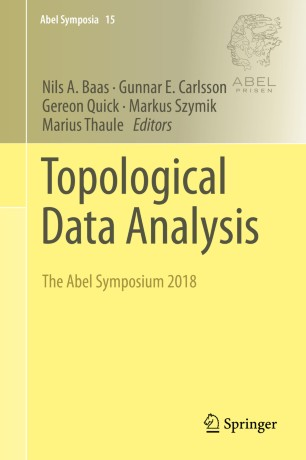 Abel Symposia 15
ABEL
PRISEN
Nils A. Baas · Gunnar E. Carlsson
Gereon Quick · Markus Szymik
Marius Thaule Editors
Topological
Data Analysis
The Abel Symposium 2018
Springer